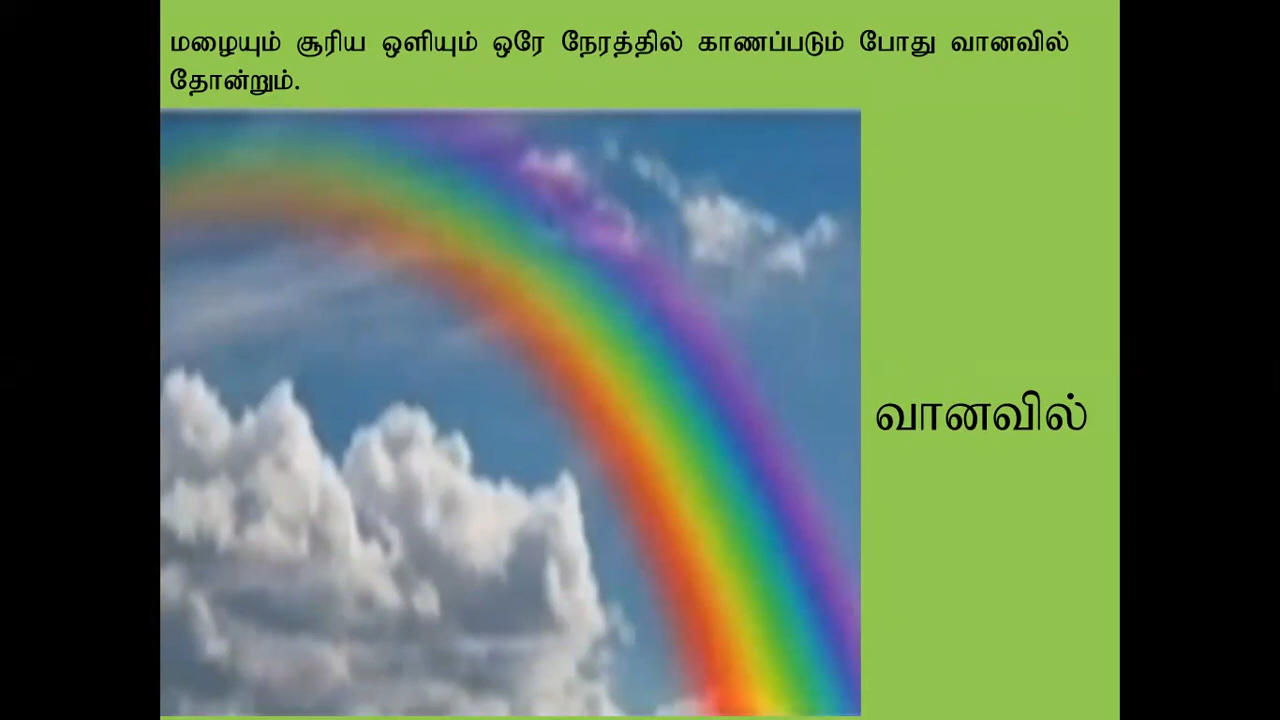 மழையும் சூரிய ஒளியும் ஒரே நேரத்தில் காணப்படும் போது வானவில்
தோன்றும்.
வானவில்